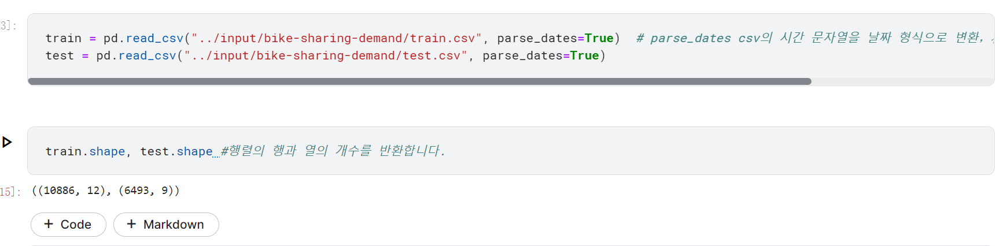 3]:
train = pd.read_csv("../input/bike-sharing-demand/train.csv", parse_dates=True)  # parse_dates csv의 시간 문자열을 날짜 형식으로 변환,
test = pd.read_csv("../input/bike-sharing-demand/test.csv", parse_dates=True)
train.shape, test.shape #행렬의 행과 열의 개수를 반환합니다.
15]: ((10886, 12), (6493, 9))
+ Code + Markdown